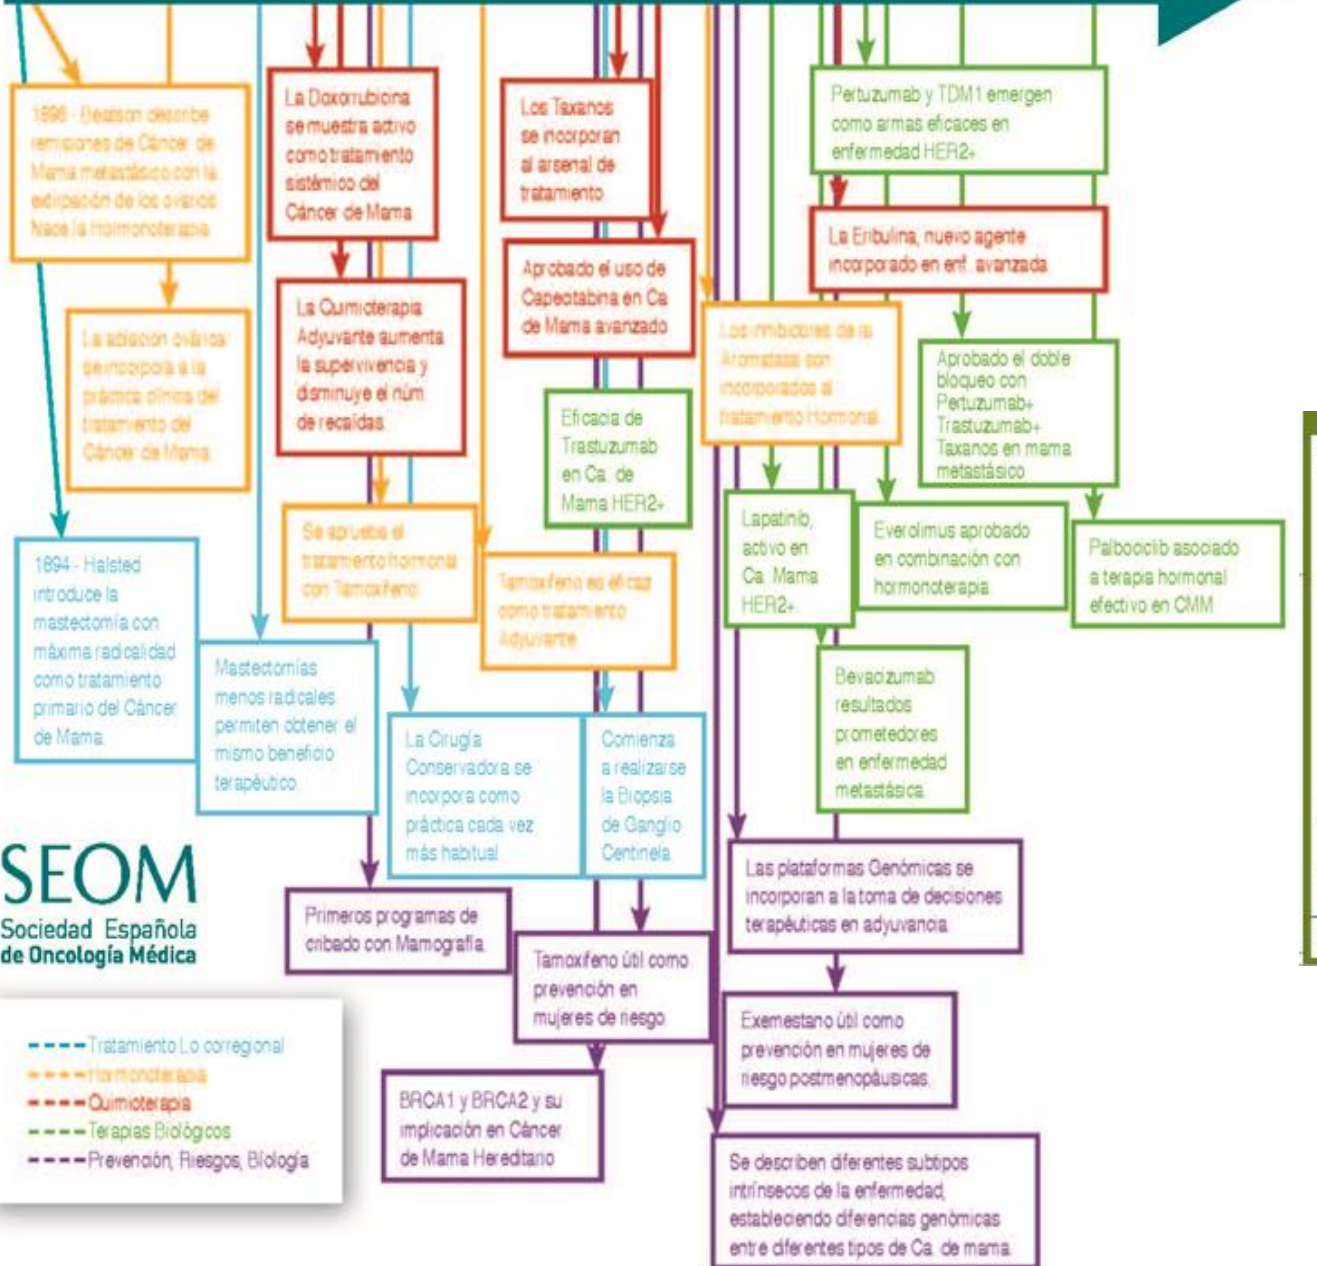 1896 - Beatson describe
remisiones de Cáncer de
Mama metastásico con la
extirpación de los ovarios
Nace la Hormonoterapia
La ablación ovárica
se incorpora a la
práctica clínica del
tratamiento del
Cáncer de Mama.
1894 - Halsted
introduce la
mastectomía con
máxima radicalidad
como tratamiento
primario del Cáncer
de Mama.
Mastectomías
menos radicales
permiten obtener el
mismo beneficio
terapéutico.
La Doxorrubicina
se muestra activo
como tratamiento
sistémico del
Cáncer de Mama
La Quimioterapia
Adyuvante aumenta
la supervivencia y
disminuye el núm
de recaídas.
Se aprueba el
tratamiento hormonal
con Tamoxifeno
La Cirugía
Conservadora se
incorpora como
práctica cada vez
más habitual
Primeros programas de
cribado con Mamografía.
Los Taxanos
se incorporan
al arsenal de
tratamiento
Aprobado el uso de
Capecitabina en Ca
de Mama avanzado
Eficacia de
Trastuzumab
en Ca. de
Mama HER2+
Tamoxifeno es eficaz
como tratamiento
Adyuvante
Comienza
a realizarse
la Biopsia
de Ganglio
Centinela
Tamoxifeno útil como
prevención en
mujeres de riesgo
BRCA1 y BRCA2 y su
implicación en Cáncer
de Mama Hereditario
Pertuzumab y TDM1 emergen
como armas eficaces en
enfermedad HER2+
La Eribulina, nuevo agente
incorporado en enf. avanzada
Los inhibidores de la
Aromatasa son
incorporados al
tratamiento Hormonal
Aprobado el doble
bloqueo con
Pertuzumab+
Trastuzumab+
Taxanos en mama
metastásico
Lapatinib,
activo en
Ca. Mama
HER2+
Everolimus aprobado
en combinación con
hormonoterapia
Palbociclib asociado
a terapia hormonal
efectivo en CMM
Bevacizumab
resultados
prometedores
en enfermedad
metastásica
Las plataformas Genómicas se
incorporan a la toma de decisiones
terapéuticas en adyuvancia
Exemestano útil como
prevención en mujeres de
riesgo postmenopáusicas.
Se describen diferentes subtipos
intrínsecos de la enfermedad,
estableciendo diferencias genómicas
entre diferentes tipos de Ca. de mama
SEOM
Sociedad Española
de Oncología Médica
Tratamiento Lo corregional
Hormonoterapia
Quimioterapia
Terapias Biológicos
Prevención, Riesgos, Biología